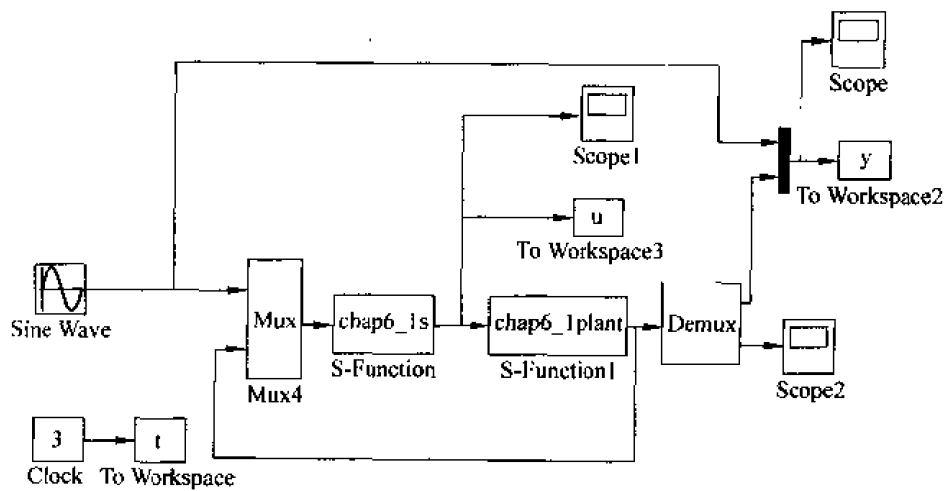 Scope
Scope1
y
To Workspace2
u
To Workspace3
Sine Wave
Mux
Mux4
chap6_1s
S-Function
chap6_1plant
S-Function1
Demux
Scope2
3
Clock
t
To Workspace